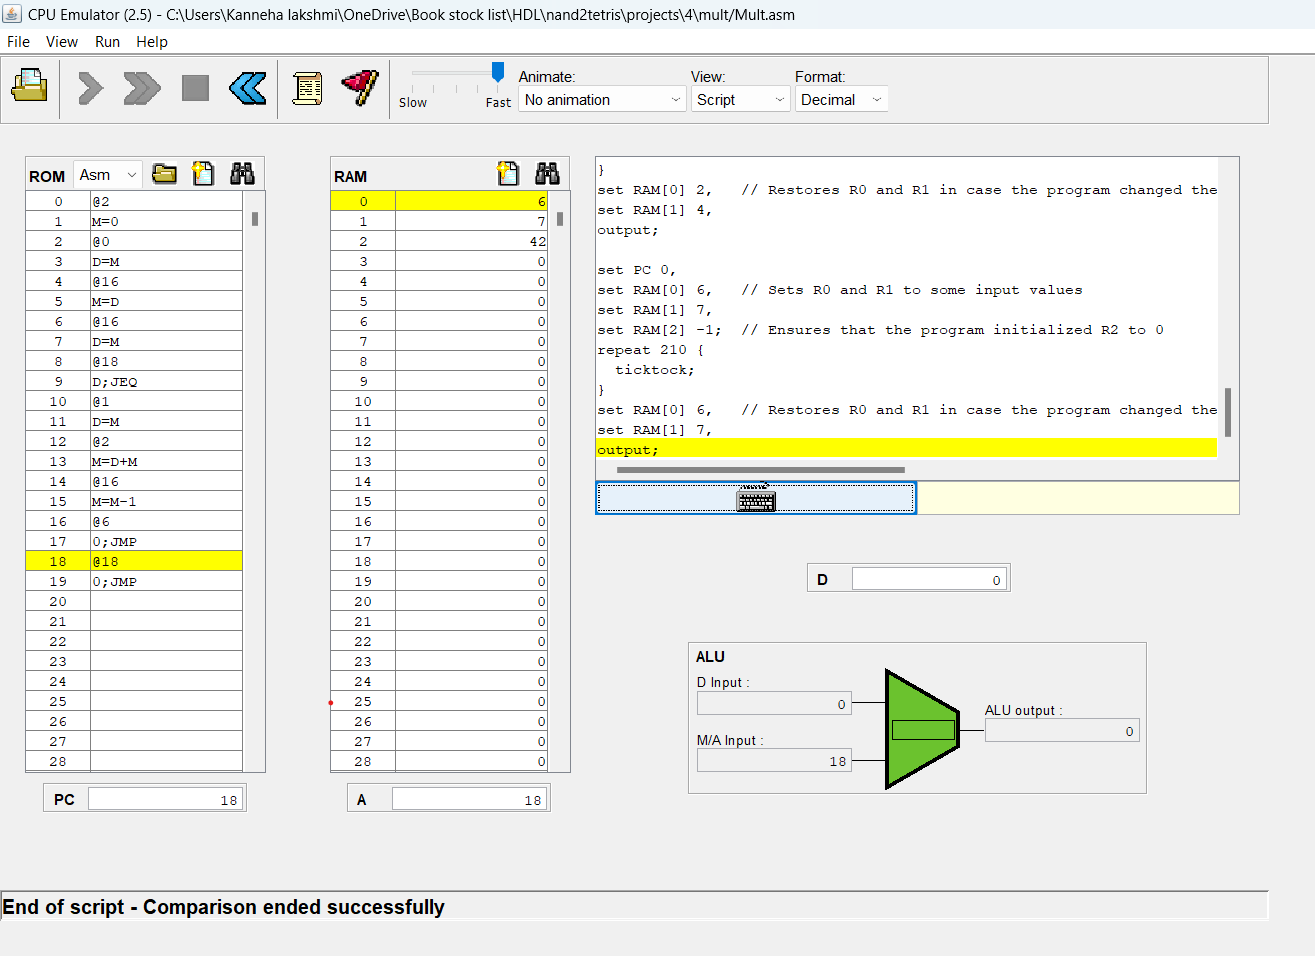 CPU Emulator (2.5) - C:\Users\Kanneha lakshmi\OneDrive\Book stock list\HDL\nand2tetris\projects\4\mult/Mult.asm
File View Run Help
Slow Fast
Animate:
No animation
View:
Script
Format:
Decimal
ROM Asm
0 @2
1 M=0
2 @0
3 D=M
4 @16
5 M=D
6 @16
7 D=M
8 @18
9 D;JEQ
10 @1
11 D=M
12 @2
13 M=D+M
14 @16
15 M=M-1
16 @6
17 0;JMP
18 @18
19 0;JMP
20
21
22
23
24
25
26
27
28
PC 18
RAM
0 6
1 7
2 42
3 0
4 0
5 0
6 0
7 0
8 0
9 0
10 0
11 0
12 0
13 0
14 0
15 0
16 0
17 0
18 0
19 0
20 0
21 0
22 0
23 0
24 0
25 0
26 0
27 0
28 0
A 18
}
set RAM[0] 2,   // Restores R0 and R1 in case the program changed the
set RAM[1] 4,
output;
set PC 0,
set RAM[0] 6,   // Sets R0 and R1 to some input values
set RAM[1] 7,
set RAM[2] -1;  // Ensures that the program initialized R2 to 0
repeat 210 {
ticktock;
}
set RAM[0] 6,   // Restores R0 and R1 in case the program changed the
set RAM[1] 7,
output;
D 0
ALU
D Input :
0
M/A Input :
18
ALU output :
0
End of script - Comparison ended successfully